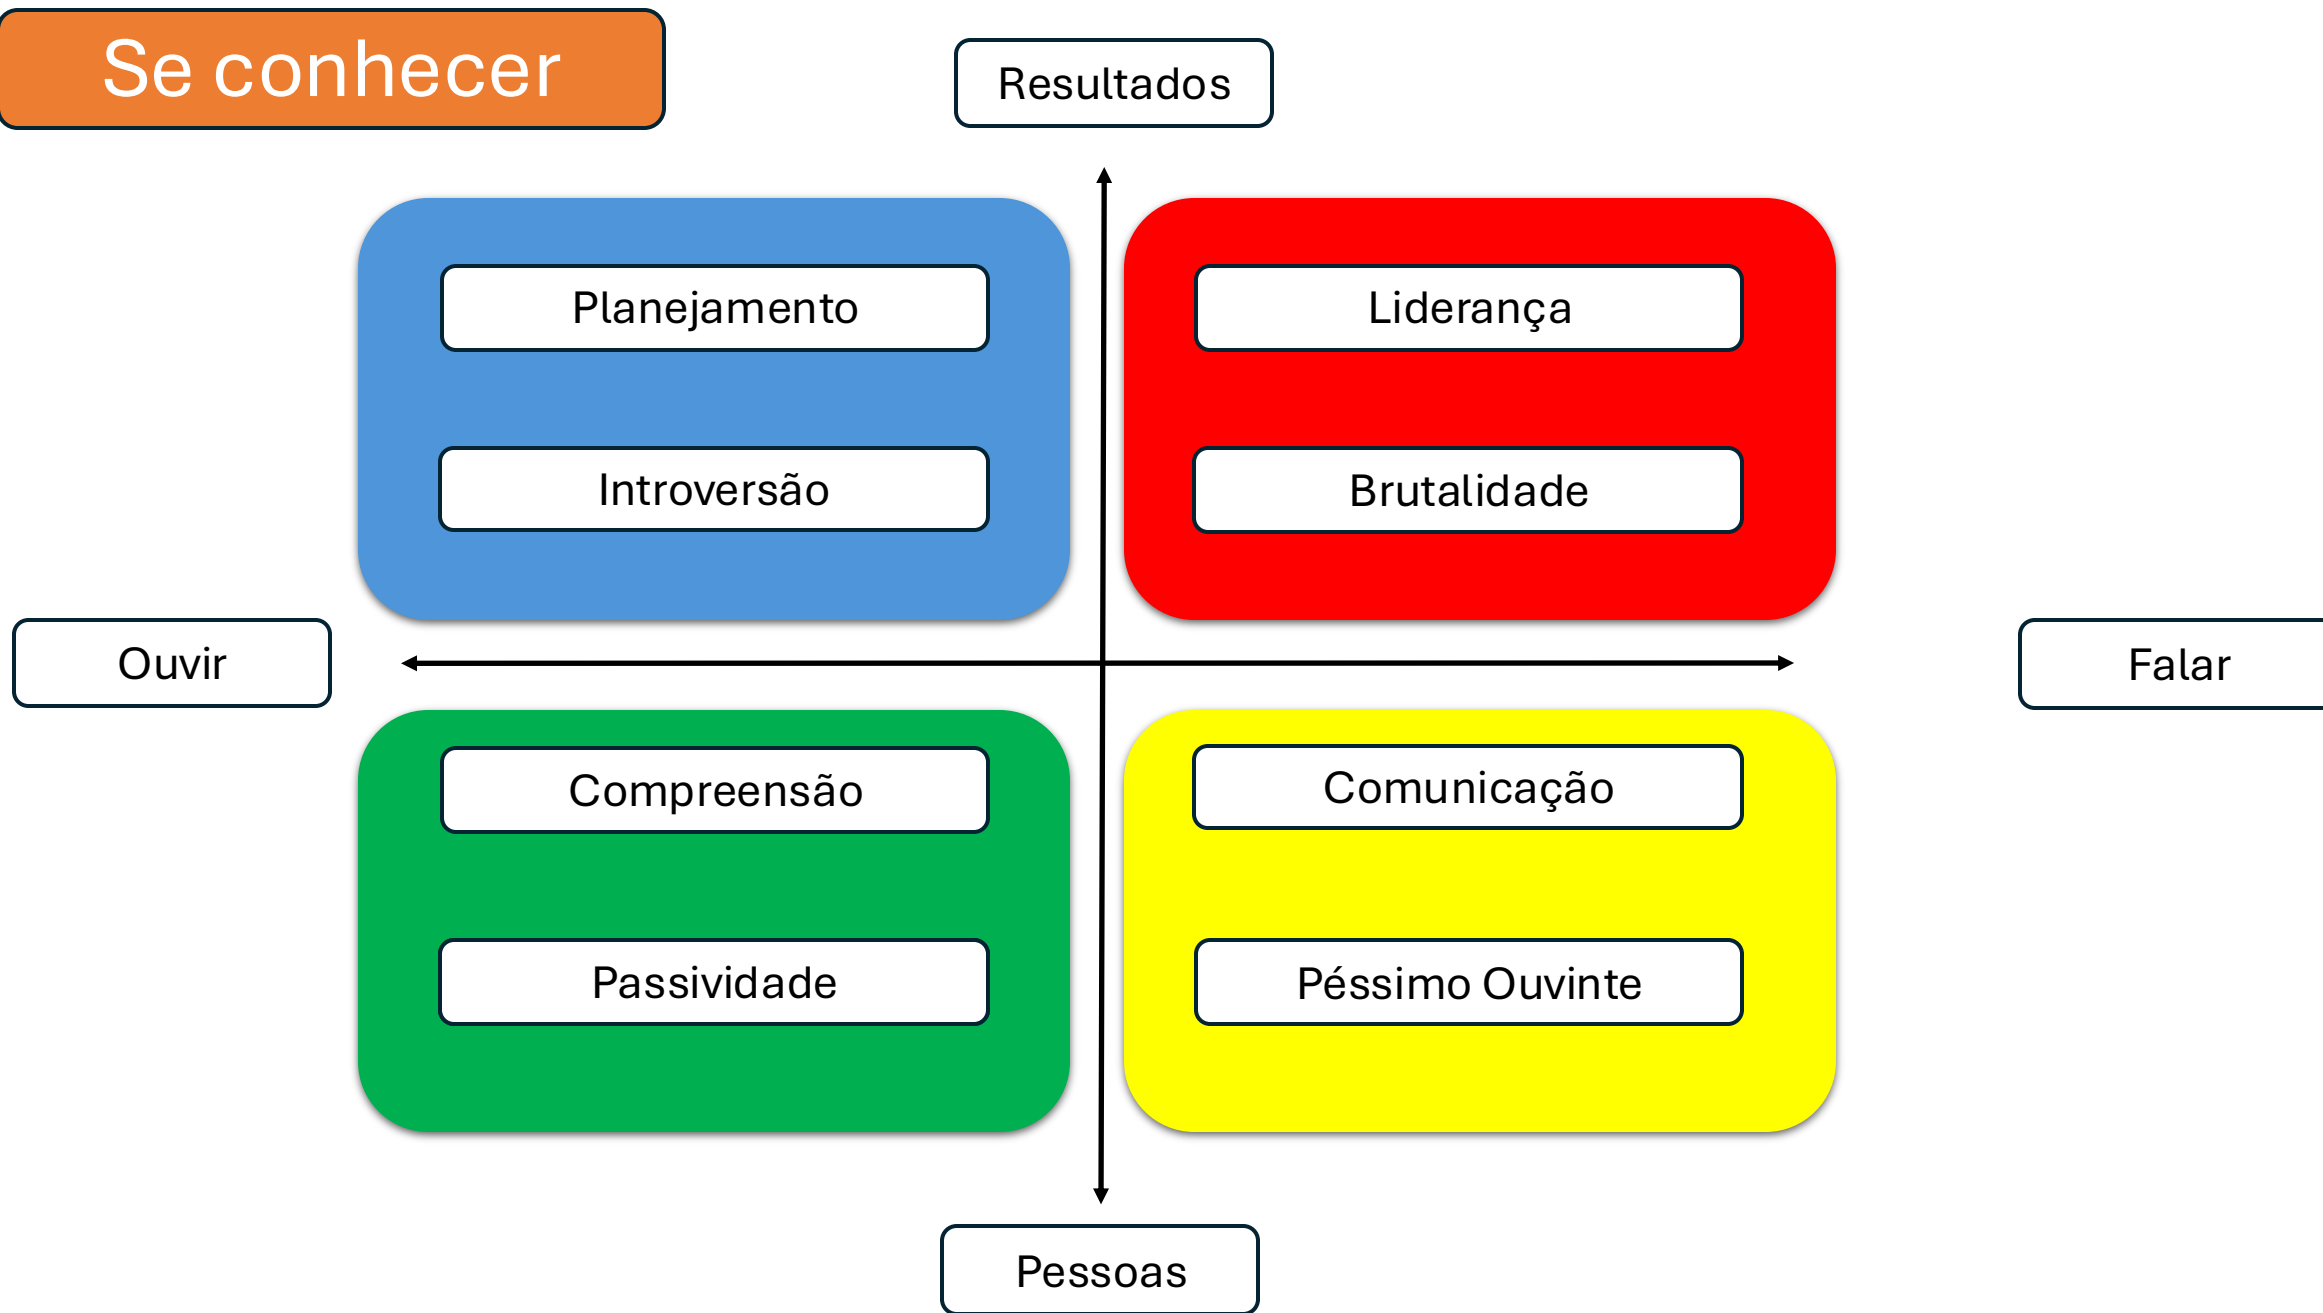 Se conhecer
Resultados
Planejamento
Liderança
Introversão
Brutalidade
Ouvir
Falar
Compreensão
Comunicação
Passividade
Péssimo Ouvinte
Pessoas